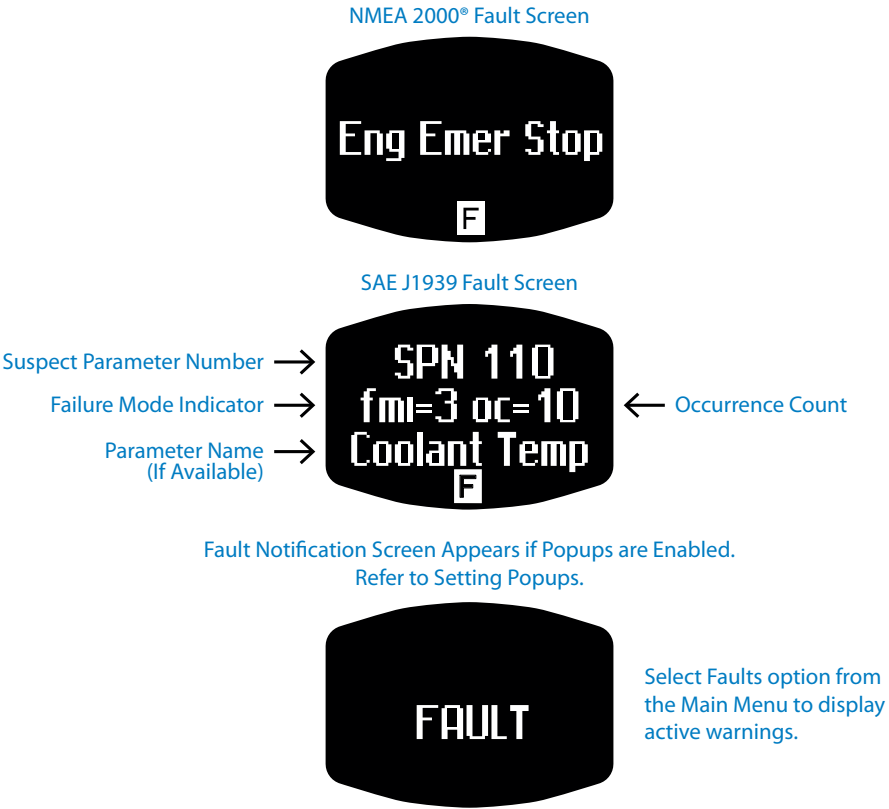 NMEA 2000® Fault Screen
Eng Emer Stop
F
SAE J1939 Fault Screen
Suspect Parameter Number
SPN 110
Failure Mode Indicator
fmi=3 oc=10
Occurrence Count
Parameter Name
(If Available)
Coolant Temp
F
Fault Notification Screen Appears if Popups are Enabled.
Refer to Setting Popups.
FAULT
Select Faults option from
the Main Menu to display
active warnings.